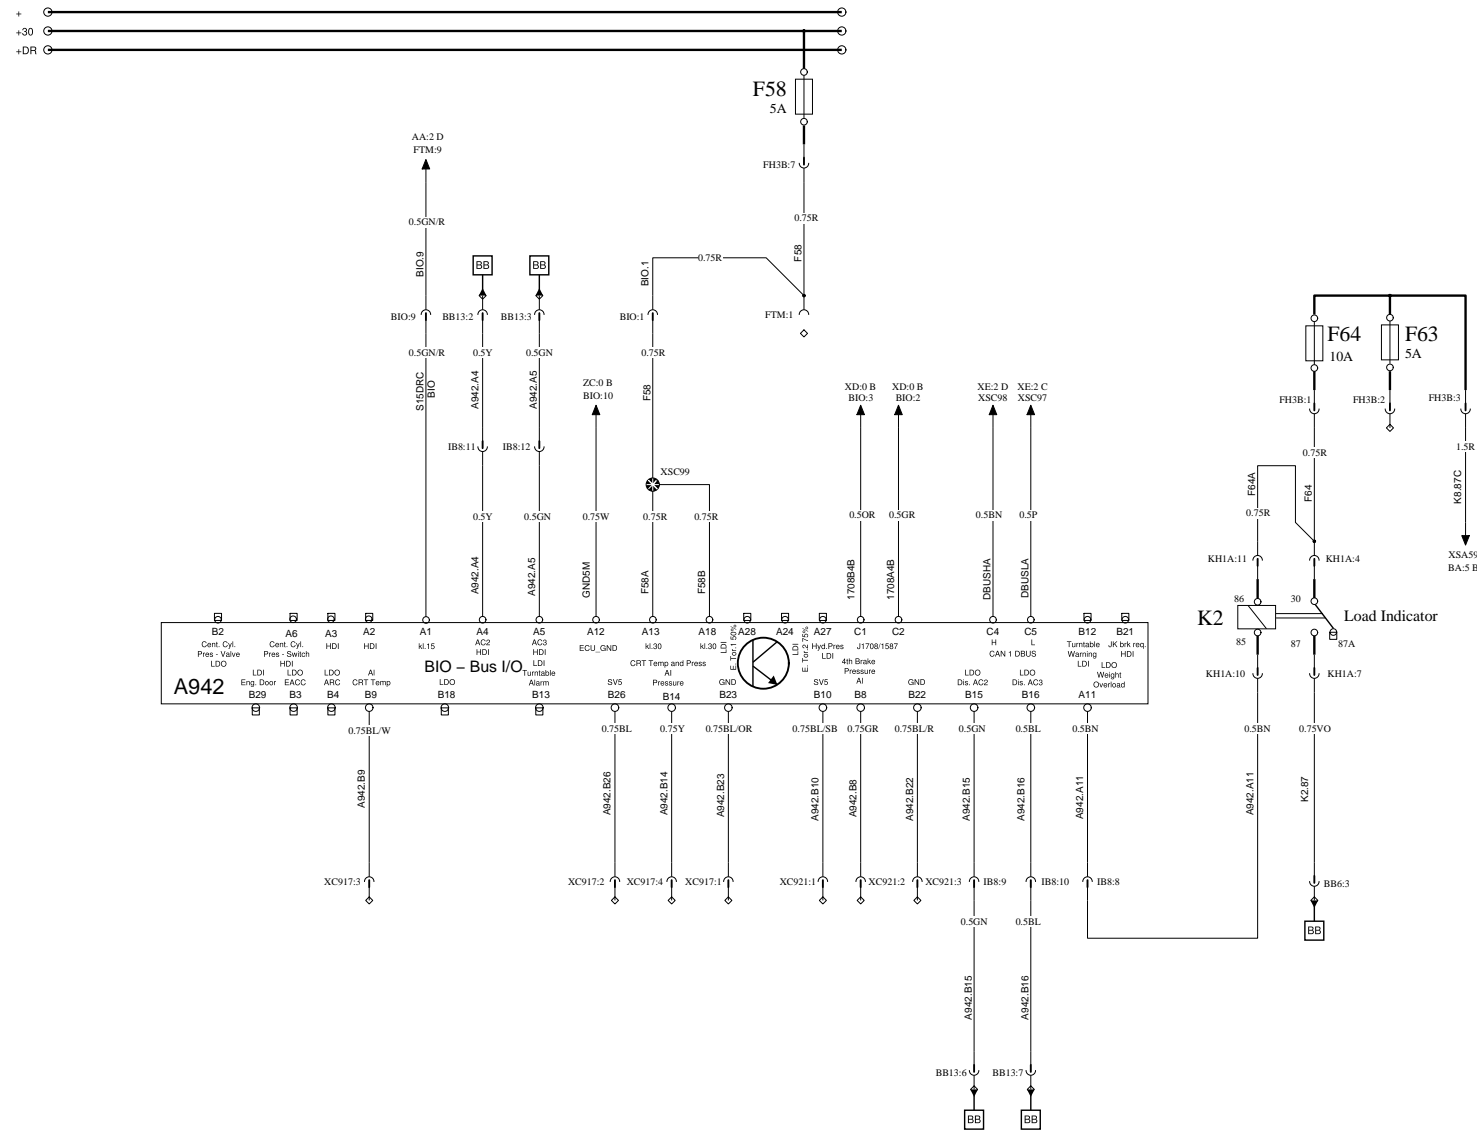 +
+30
+DR
F58
5A
FH3B:7
0.75R
F58
FTM:1
AA:2 D
FTM:9
0.5GN/R
BIO.9
BIO:9
0.5GN/R
S15DRC
BIO
BB
BB13:2
0.5Y
A942.A4
IB8:11
0.5Y
A942.A4
BB
BB13:3
0.5GN
A942.A5
IB8:12
0.5GN
A942.A5
ZC:0 B
BIO:10
0.75W
GND5M
0.75R
BIO.1
BIO:1
0.75R
F58
XSC99
0.75R
0.75R
F58A
F58B
XD:0 B
BIO:3
0.5OR
1708B4B
XD:0 B
BIO:2
0.5GR
1708A4B
XE:2 D
XSC98
0.5BN
DBUSHA
XE:2 C
XSC97
0.5P
DBUSLA
F64
10A
F63
5A
FH3B:1
FH3B:2
FH3B:3
0.75R
F64
F64A
0.75R
1.5R
K8.87C
XSA59
BA:5 B
KH1A:11
KH1A:4
86
30
K2
Load Indicator
85
87
87A
KH1A:10
KH1A:7
0.5BN
0.75VO
A942.A11
K2.87
BB6:3
BB
A942
BIO – Bus I/O
B2
Cent. Cyl.
Pres - Valve
LDO
A6
Cent. Cyl.
Pres - Switch
HDI
A3
HDI
A2
HDI
A1
kl.15
A4
AC2
HDI
A5
AC3
HDI
A12
ECU_GND
A13
kl.30
A18
kl.30
A28
LDI
E. Tor.1 50%
A24
LDI
E. Tor.2 75%
A27
Hyd.Pres
LDI
C1
C2
J1708/1587
C4
H
C5
L
CAN 1 DBUS
B12
Turntable
Warning
LDI
B21
JK brk req.
HDI
LDI
Eng. Door
B29
LDO
EACC
B3
LDO
ARC
B4
AI
CRT Temp
B9
LDO
B18
LDI
Turntable
Alarm
B13
CRT Temp and Press
SV5
B26
AI
Pressure
B14
GND
B23
SV5
B10
4th Brake
Pressure
AI
B8
GND
B22
LDO
Dis. AC2
B15
LDO
Dis. AC3
B16
LDO
Weight
Overload
A11
0.75BL/W
A942.B9
XC917:3
0.75BL
A942.B26
XC917:2
0.75Y
A942.B14
XC917:4
0.75BL/OR
A942.B23
XC917:1
0.75BL/SB
A942.B10
XC921:1
0.75GR
A942.B8
XC921:2
0.75BL/R
A942.B22
XC921:3
0.5GN
A942.B15
IB8:9
0.5GN
A942.B15
BB13:6
BB
0.5BL
A942.B16
IB8:10
0.5BL
A942.B16
BB13:7
BB
0.5BN
A942.A11
IB8:8